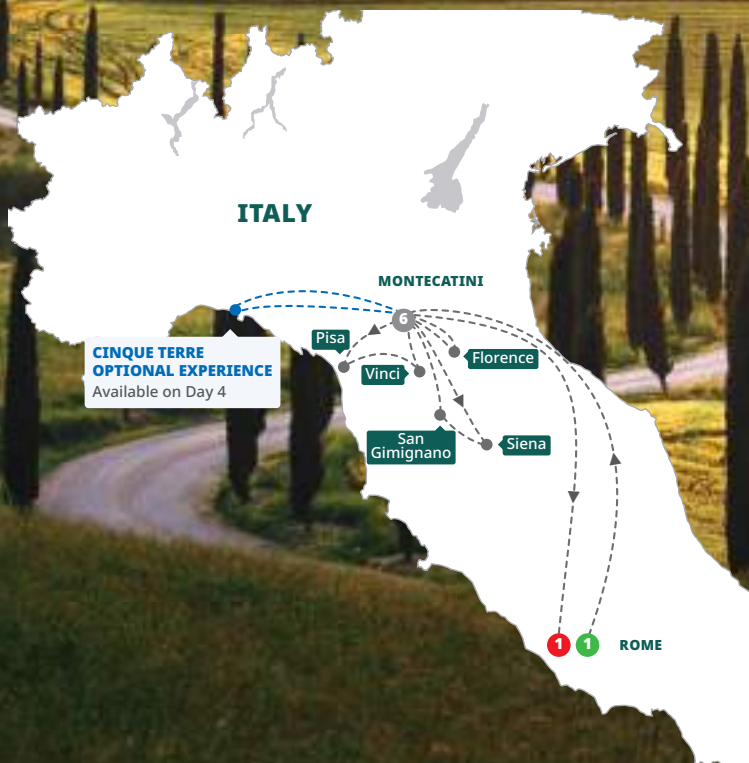 ITALY
MONTECATINI
6
Pisa
Florence
Vinci
CINQUE TERRE
OPTIONAL EXPERIENCE
Available on Day 4
San
Gimignano
Siena
1
1
ROME